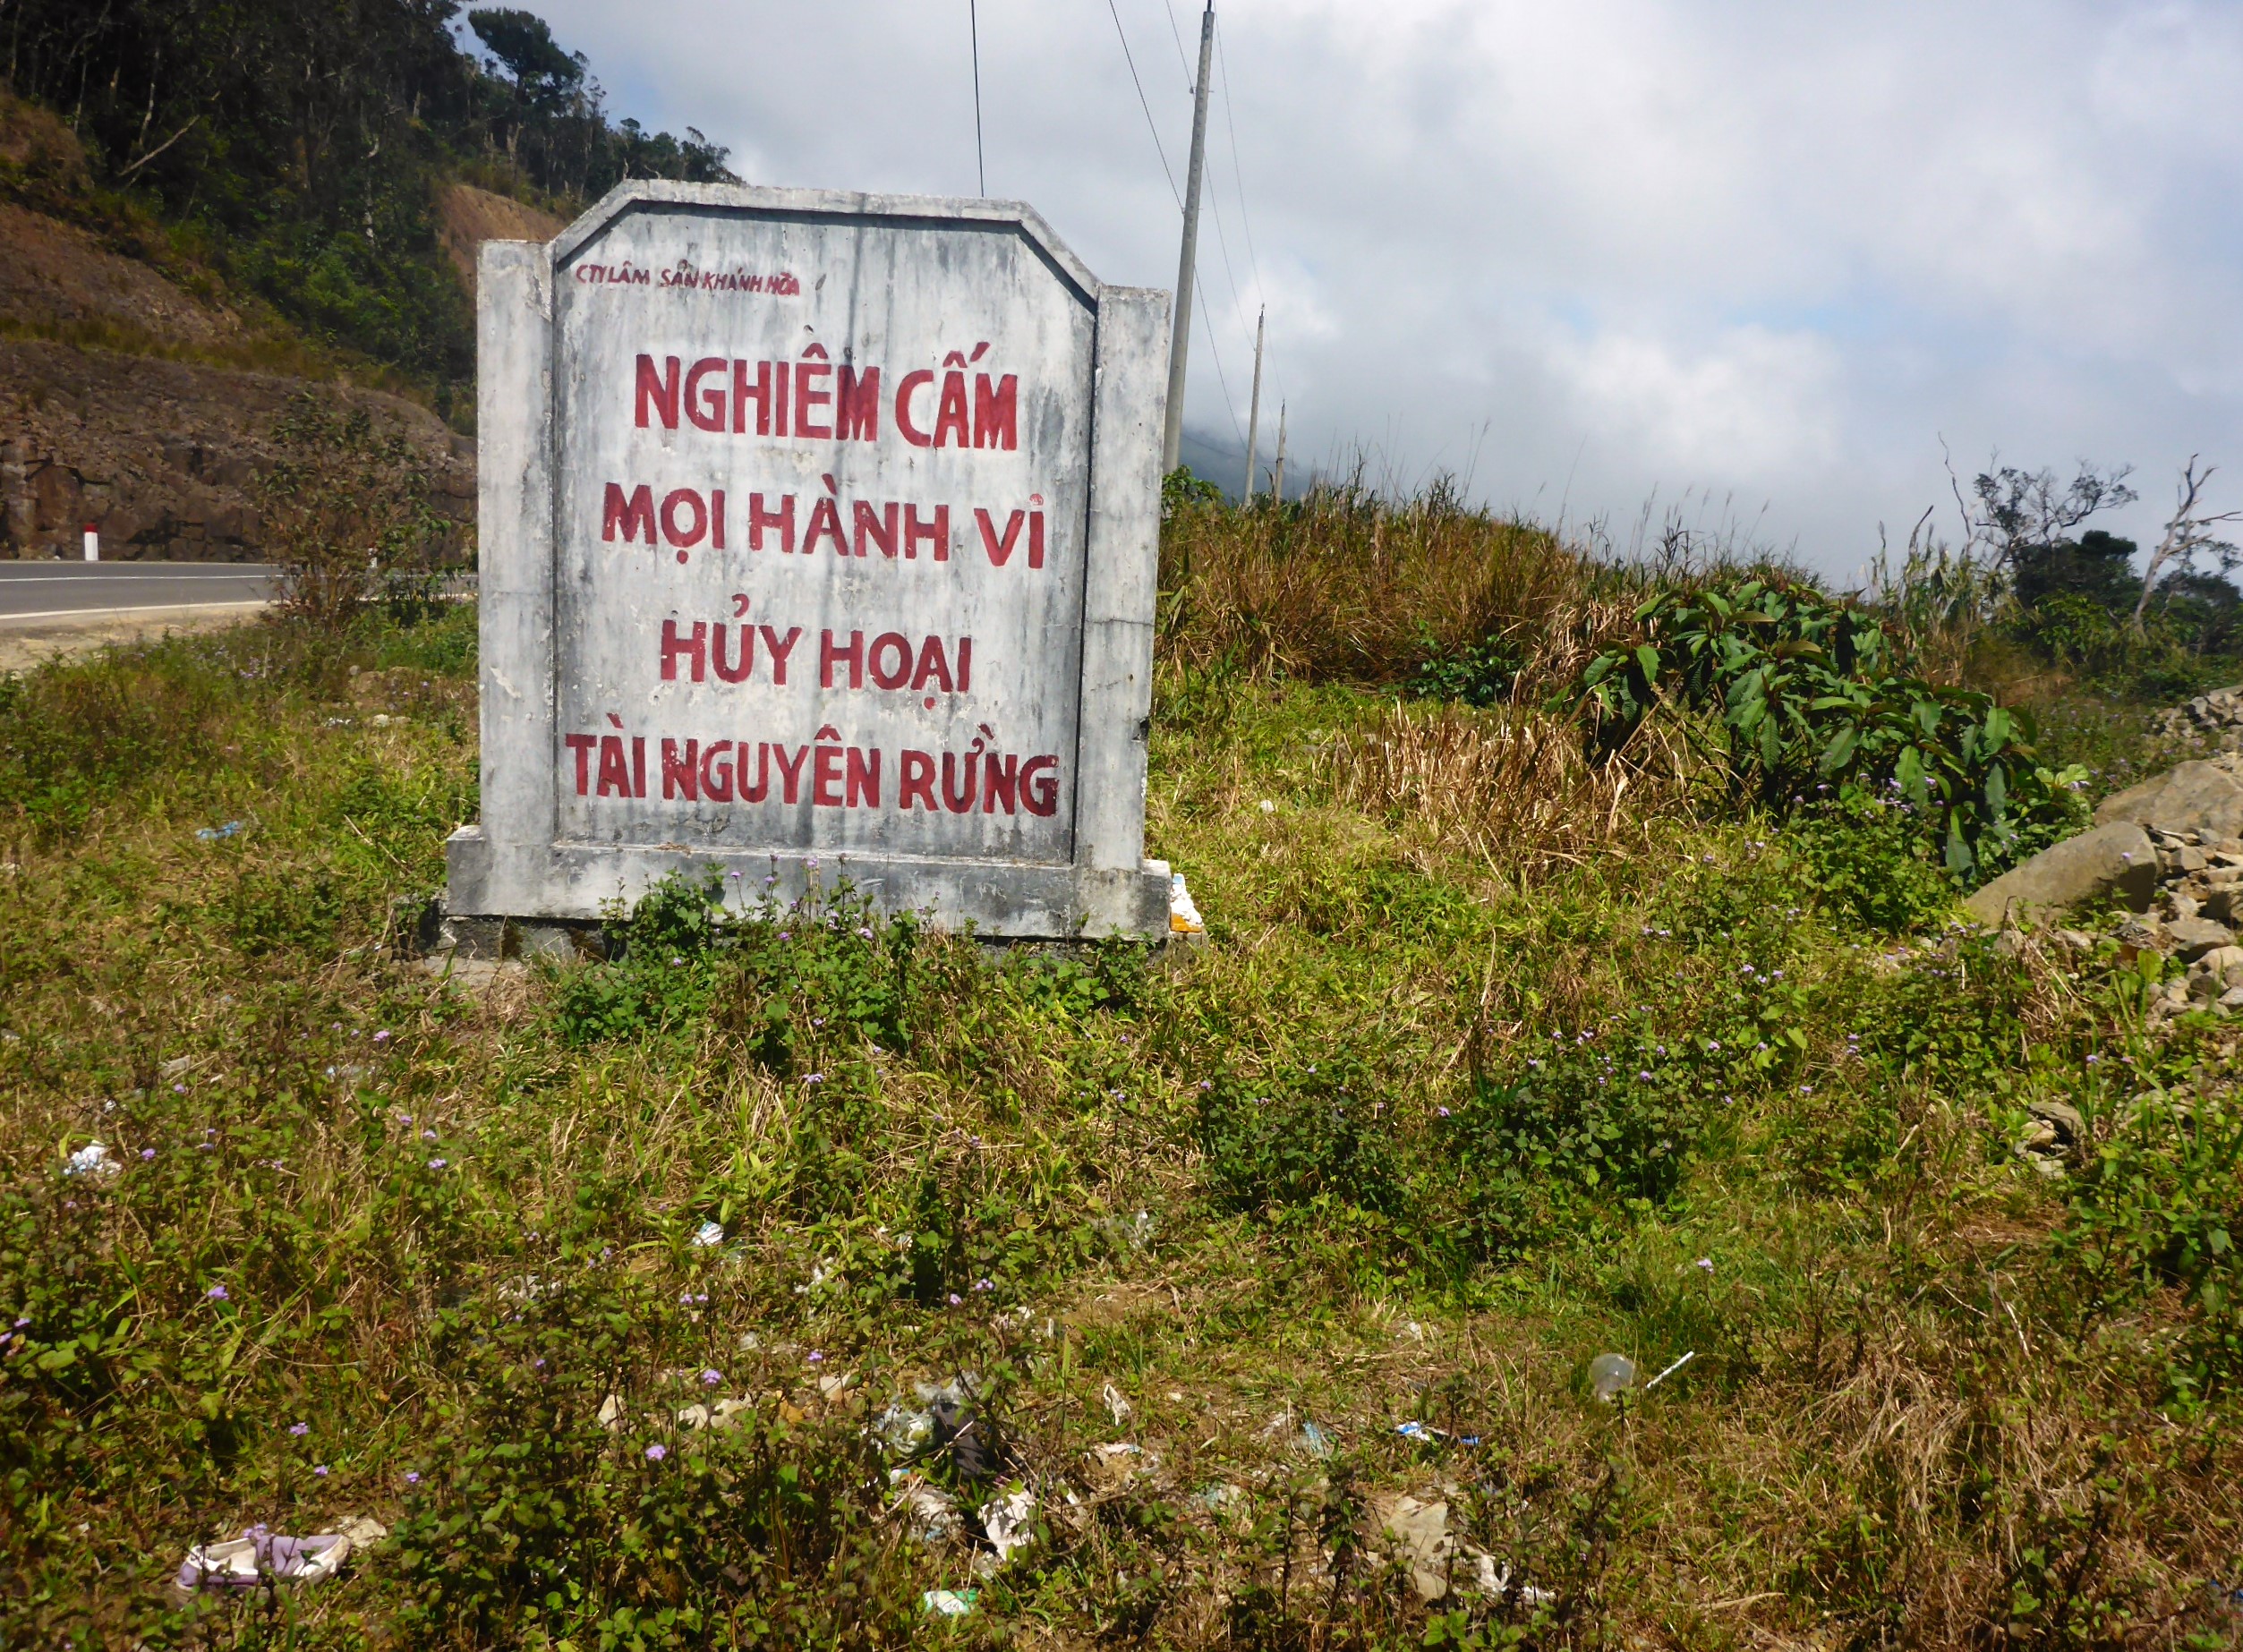 CTY LÂM SẢN KHÁNH HÒA
NGHIÊM CẤM
MỌI HÀNH VI
HỦY HOẠI
TÀI NGUYÊN RỪNG